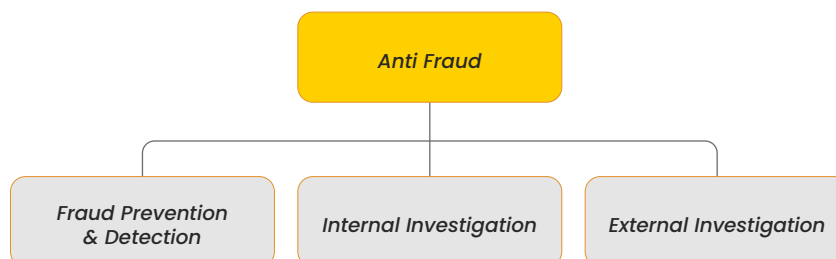 Anti Fraud
Fraud Prevention
& Detection
Internal Investigation
External Investigation